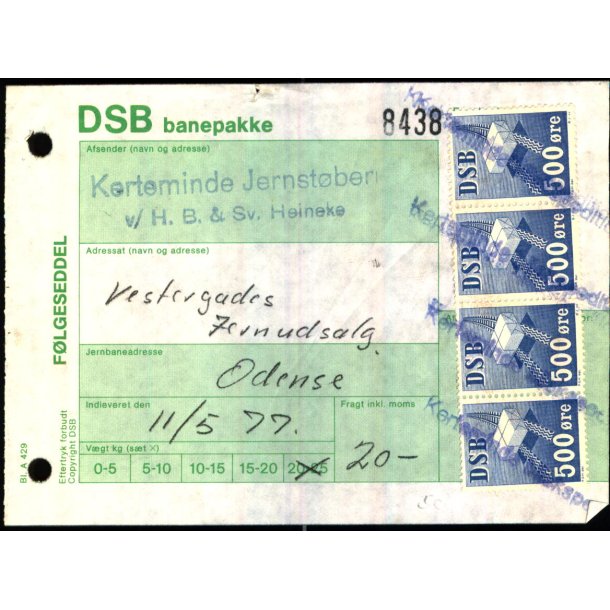 DSB banepakke
8438
Afsender (navn og adresse)
Kerteminde Jernstøberi
v/ H. B. & Sv. Heineke
Adressat (navn og adresse)
Vestergades
Jernudsalg
Jernbaneadresse
Odense
Indleveret den
11/5 77.
Fragt inkl. moms
20-
Vægt kg (sæt X)
0-5 5-10 10-15 15-20 20-25
FØLGESEDDEL
Bl. A 429
Eftertryk forbudt
Copyright DSB
DSB 500 øre
DSB 500 øre
DSB 500 øre
DSB 500 øre